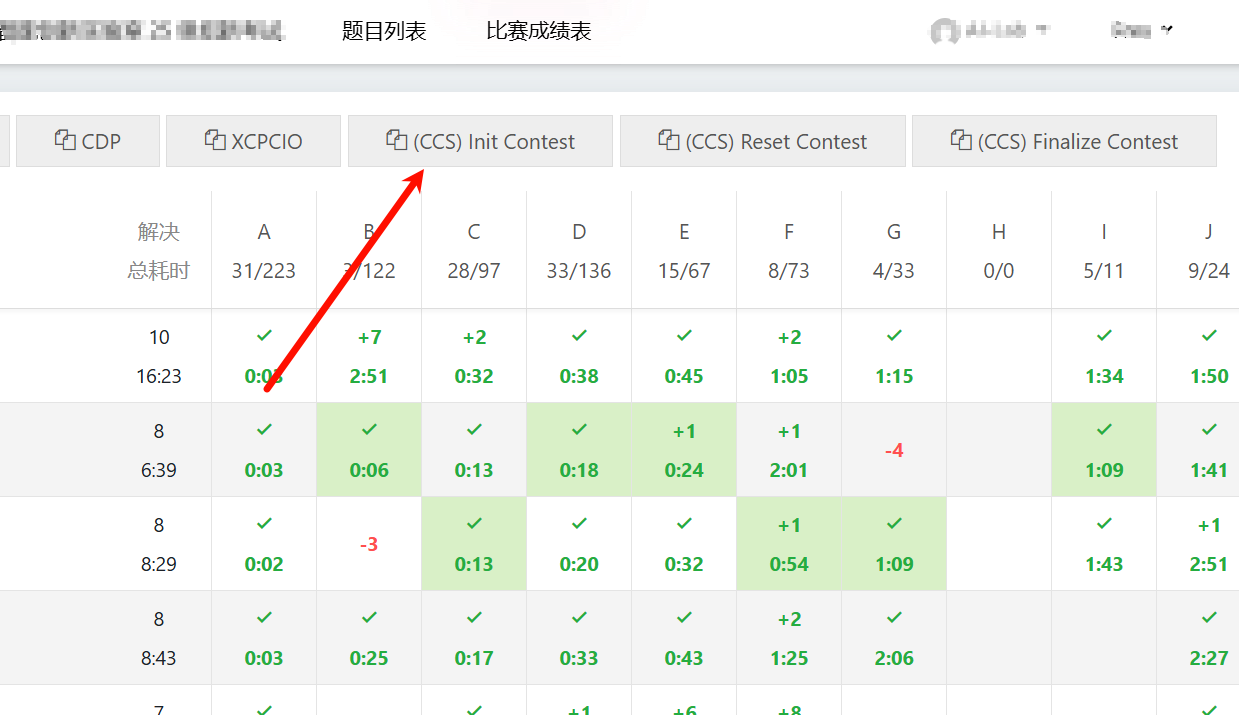 题目列表 比赛成绩表
CDP XCPCIO (CCS) Init Contest (CCS) Reset Contest (CCS) Finalize Contest
解决 A B C D E F G H I J
总耗时 31/223 3/122 28/97 33/136 15/67 8/73 4/33 0/0 5/11 9/24
10 +7 +2 +2
16:23 0:03 2:51 0:32 0:38 0:45 1:05 1:15 1:34 1:50
8 +1 +1 -4
6:39 0:03 0:06 0:13 0:18 0:24 2:01 1:09 1:41
8 -3 +1 +1
8:29 0:02 0:13 0:20 0:32 0:54 1:09 1:43 2:51
8 +2
8:43 0:03 0:25 0:17 0:33 0:43 1:25 2:06 2:27
7 +1 +6 +8